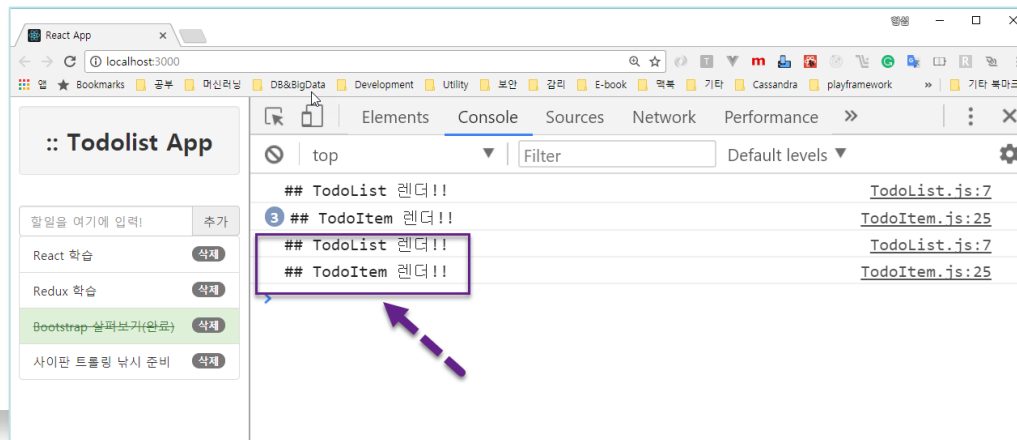 React App
localhost:3000
앱 Bookmarks 공부 머신러닝 DB&BigData Development Utility 보안 감리 E-book 맥북 기타 Cassandra playframework » 기타 북마크
Elements Console Sources Network Performance »
top Filter Default levels
:: Todolist App
할일을 여기에 입력! 추가
React 학습 삭제
Redux 학습 삭제
Bootstrap 살펴보기(완료) 삭제
사이판 트롤링 낚시 준비 삭제
## TodoList 렌더!! TodoList.js:7
3 ## TodoItem 렌더!! TodoItem.js:25
## TodoList 렌더!! TodoList.js:7
## TodoItem 렌더!! TodoItem.js:25